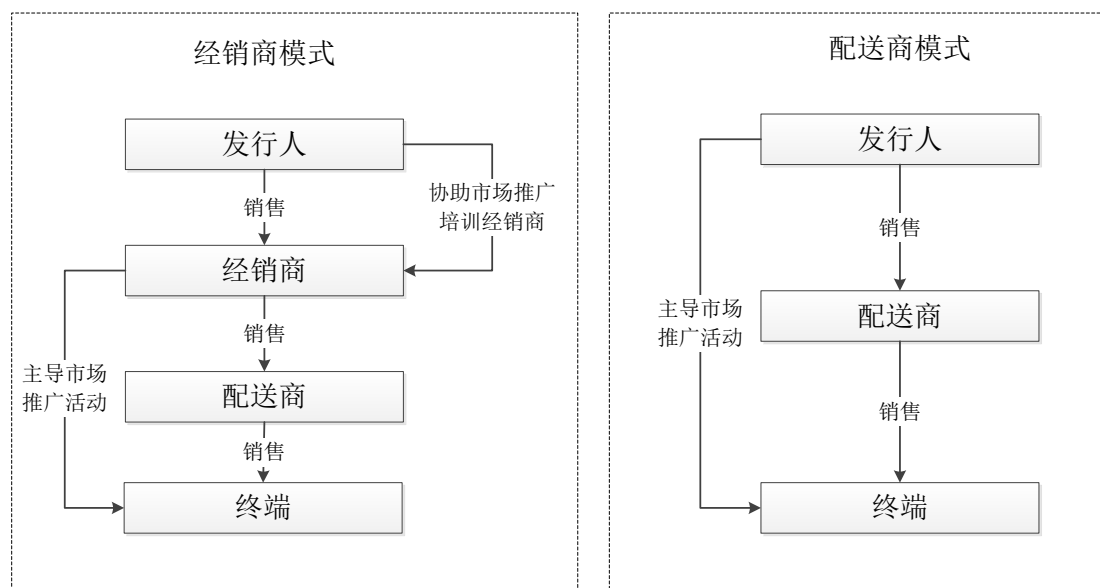 经销商模式
发行人
协助市场推广
培训经销商
销售
经销商
销售
主导市场
推广活动
配送商
销售
终端
配送商模式
发行人
销售
主导市场
推广活动
配送商
销售
终端